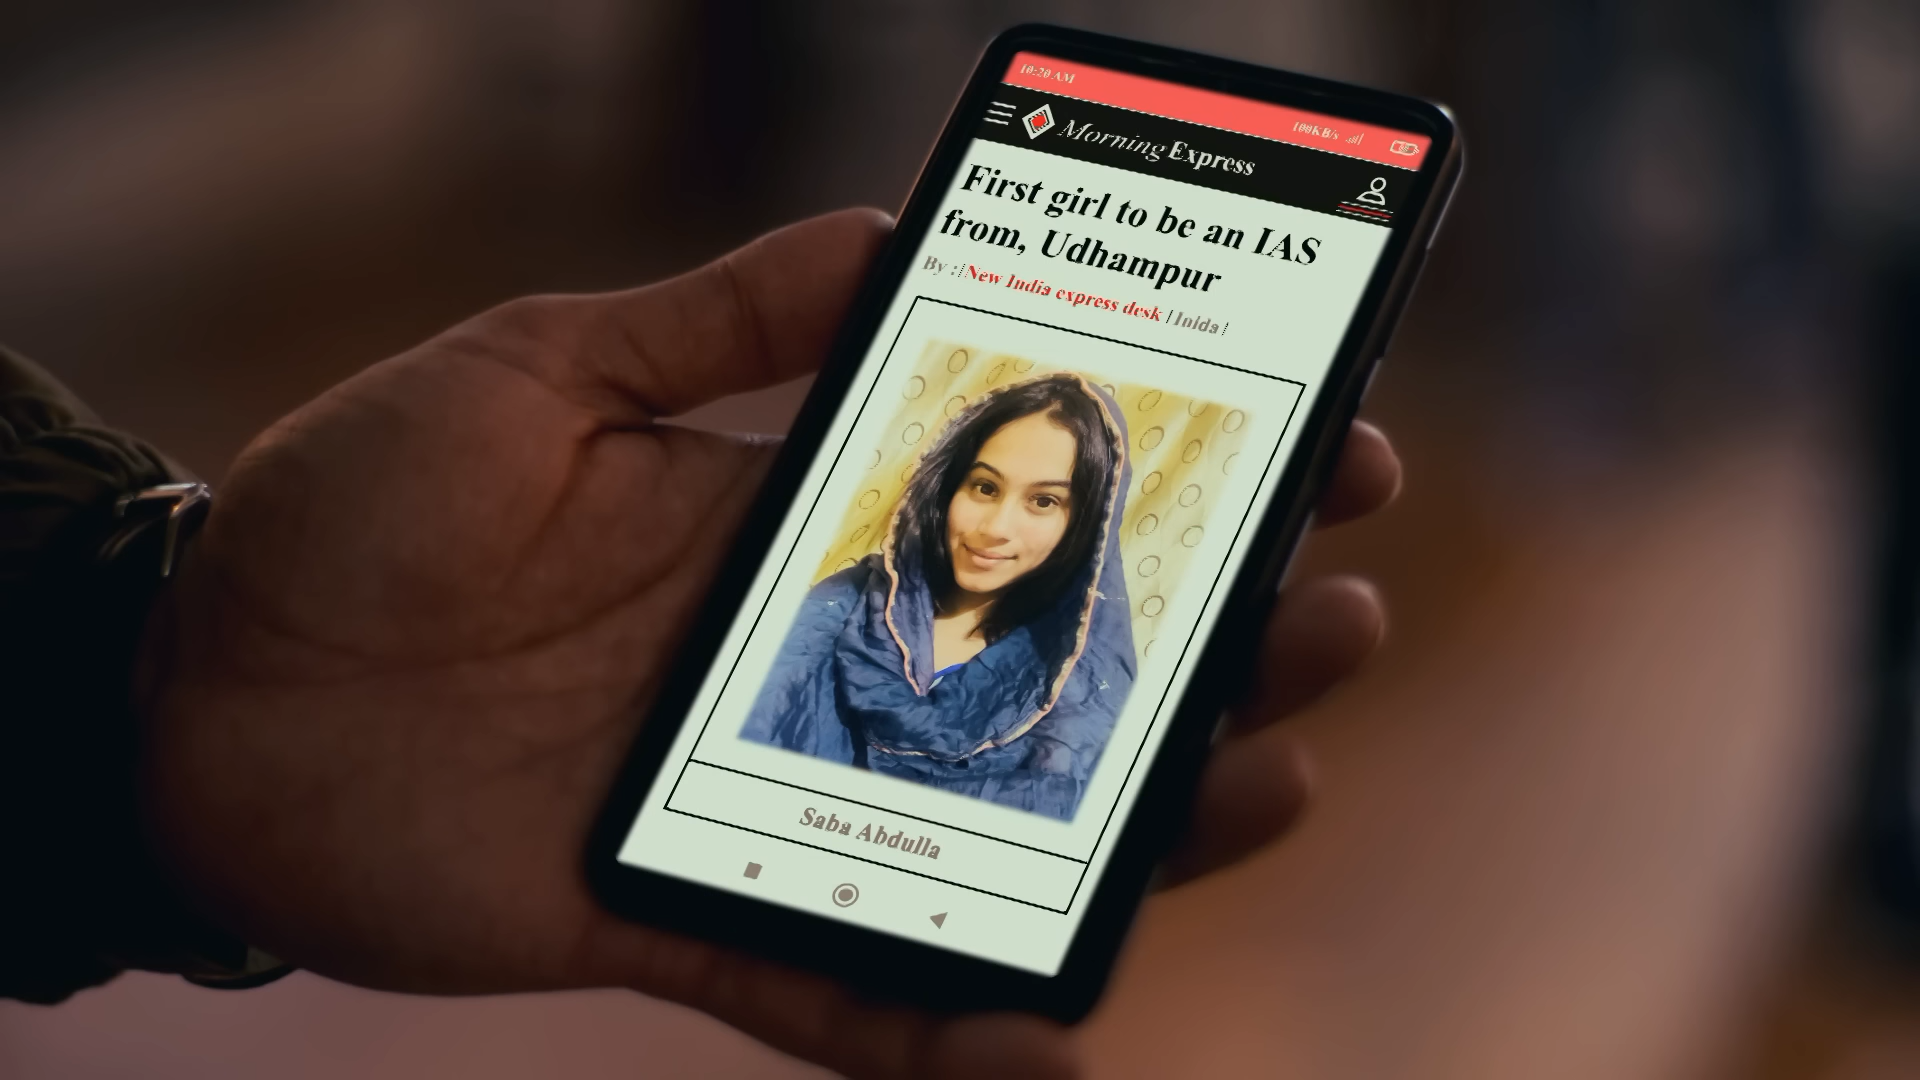 10:20 AM
100KB/s
Morning Express
First girl to be an IAS
from, Udhampur
By : | New India express desk | Inida |
Saba Abdulla